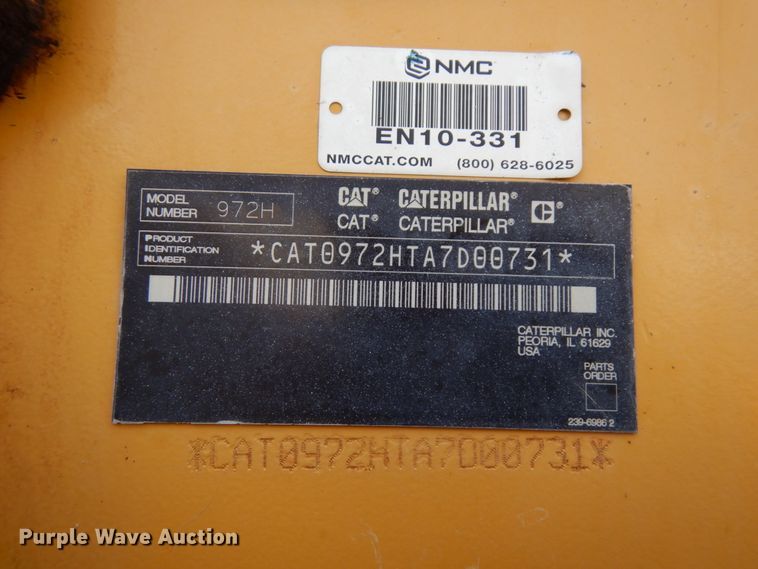 NMC
EN10-331
NMCCAT.COM (800) 628-6025
MODEL NUMBER 972H
CAT® CATERPILLAR® C®
CAT® CATERPILLAR®
PRODUCT IDENTIFICATION NUMBER *CAT0972HTA7D00731*
CATERPILLAR INC.
PEORIA, IL 61629
USA
PARTS
ORDER
239-6986 2
*CAT0972HTA7D00731*
Purple Wave Auction